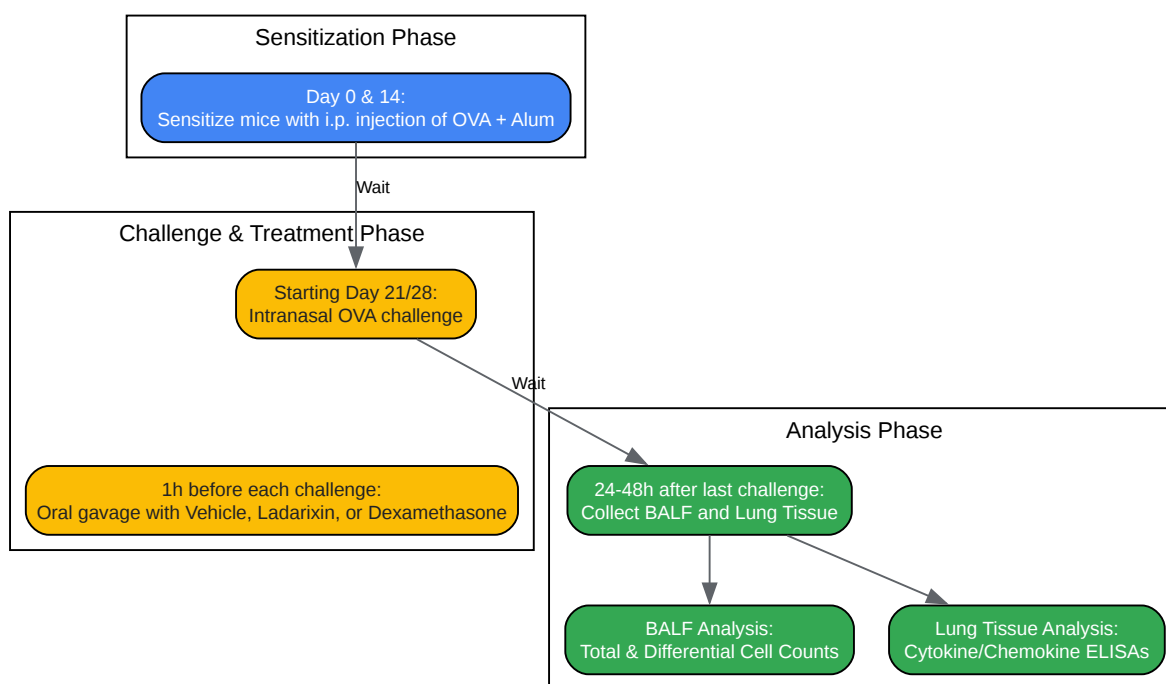 Sensitization Phase
Day 0 & 14:
Sensitize mice with i.p. injection of OVA + Alum
Wait
Challenge & Treatment Phase
Starting Day 21/28:
Intranasal OVA challenge
Wait
1h before each challenge:
Oral gavage with Vehicle, Ladarixin, or Dexamethasone
Analysis Phase
24-48h after last challenge:
Collect BALF and Lung Tissue
BALF Analysis:
Total & Differential Cell Counts
Lung Tissue Analysis:
Cytokine/Chemokine ELISAs